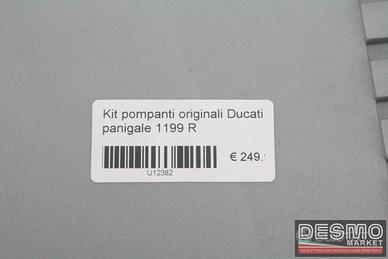 Kit pompanti originali Ducati
panigale 1199 R
€ 249.
U12382
DESMO
MARKET